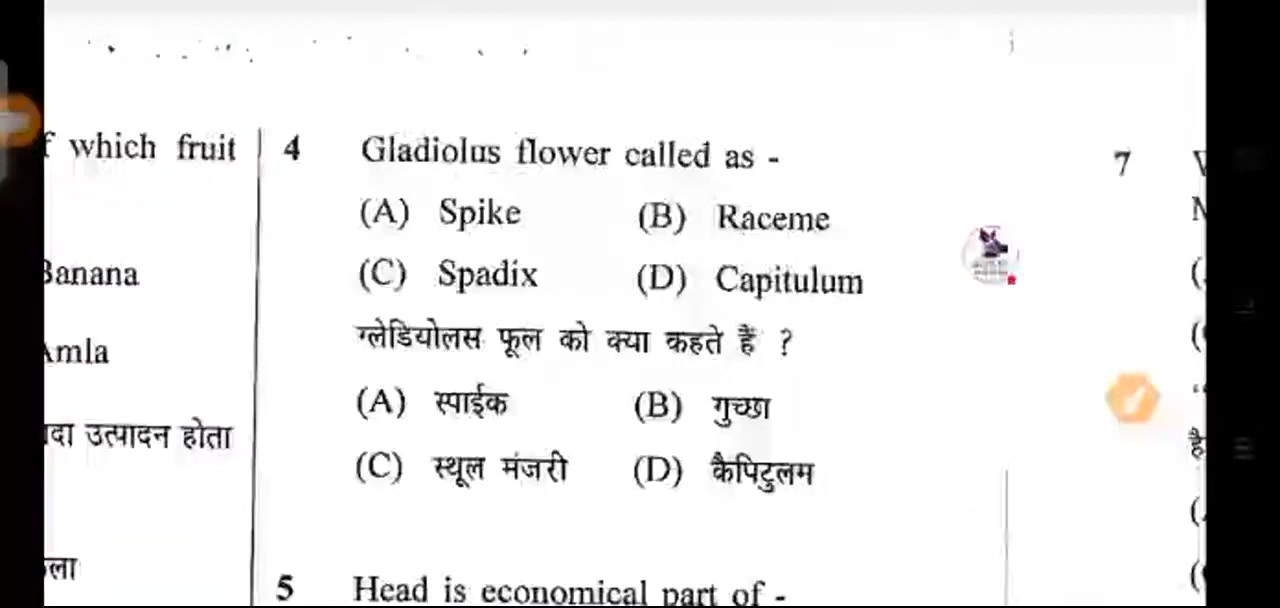 which fruit
Banana
Amla
उत्पादन होता
4 Gladiolus flower called as -
(A) Spike (B) Raceme
(C) Spadix (D) Capitulum
ग्लेडियोलस फूल को क्या कहते हैं ?
(A) स्पाईक (B) गुच्छा
(C) स्थूल मंजरी (D) कैपिटुलम
5 Head is economical part of -
7